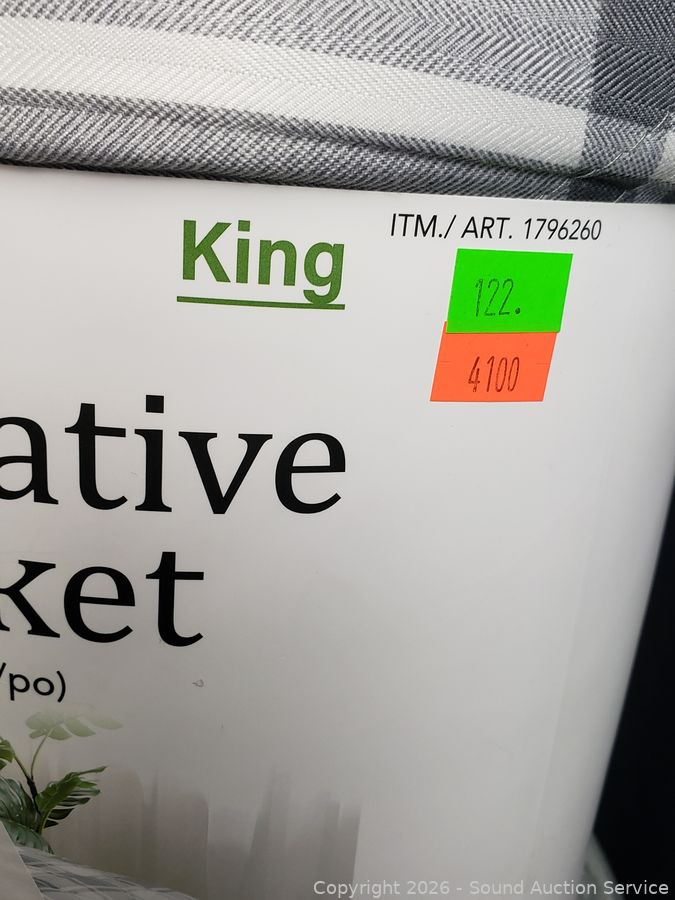 King
ITM./ ART. 1796260
122.
4100
ative
ket
/po)
Copyright 2026 - Sound Auction Service